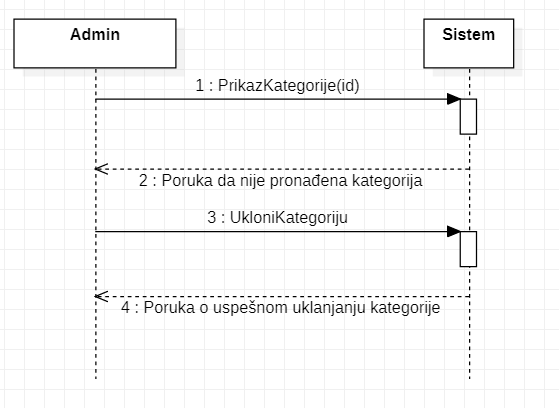 Admin
Sistem
1 : PrikazKategorije(id)
2 : Poruka da nije pronađena kategorija
3 : UkloniKategoriju
4 : Poruka o uspešnom uklanjanju kategorije